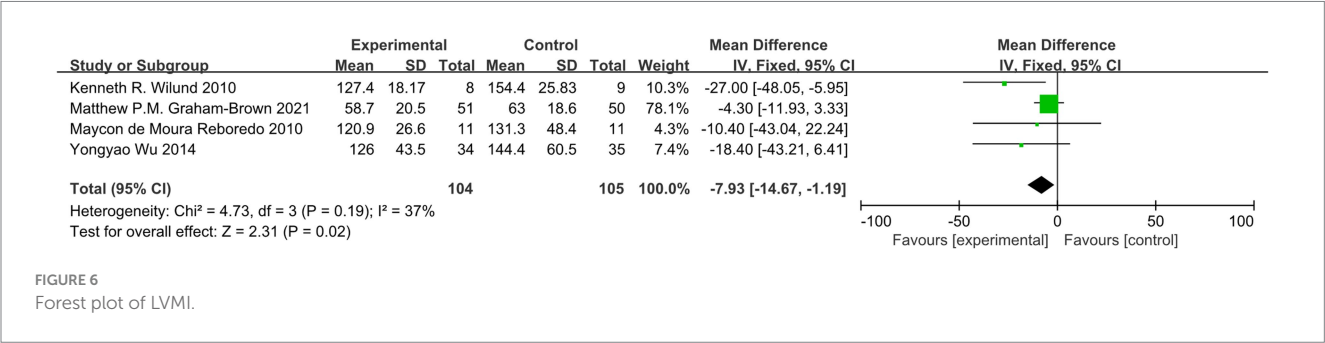 Experimental Control Mean Difference Mean Difference
Study or Subgroup Mean SD Total Mean SD Total Weight IV, Fixed, 95% CI IV, Fixed, 95% CI
Kenneth R. Wilund 2010 127.4 18.17 8 154.4 25.83 9 10.3% -27.00 [-48.05, -5.95]
Matthew P.M. Graham-Brown 2021 58.7 20.5 51 63 18.6 50 78.1% -4.30 [-11.93, 3.33]
Maycon de Moura Reboredo 2010 120.9 26.6 11 131.3 48.4 11 4.3% -10.40 [-43.04, 22.24]
Yongyao Wu 2014 126 43.5 34 144.4 60.5 35 7.4% -18.40 [-43.21, 6.41]
Total (95% CI) 104 105 100.0% -7.93 [-14.67, -1.19]
Heterogeneity: Chi² = 4.73, df = 3 (P = 0.19); I² = 37%
Test for overall effect: Z = 2.31 (P = 0.02)
-100 -50 0 50 100
Favours [experimental] Favours [control]
FIGURE 6
Forest plot of LVMI.